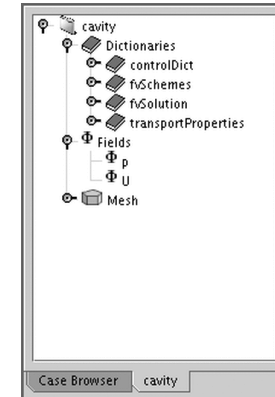 cavity
Dictionaries
controlDict
fvSchemes
fvSolution
transportProperties
Φ Fields
Φ p
Φ U
Mesh
Case Browser cavity